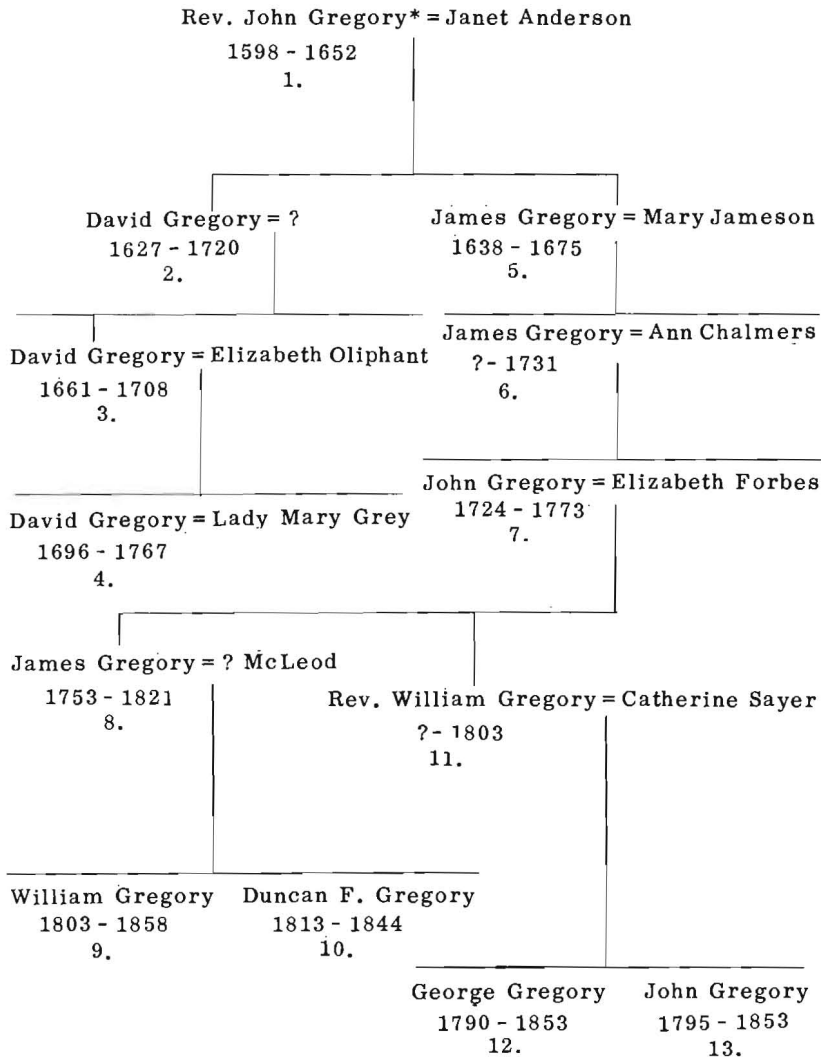 Rev. John Gregory* = Janet Anderson
1598 - 1652
1.
David Gregory = ?
1627 - 1720
2.
James Gregory = Mary Jameson
1638 - 1675
5.
David Gregory = Elizabeth Oliphant
1661 - 1708
3.
James Gregory = Ann Chalmers
? - 1731
6.
David Gregory = Lady Mary Grey
1696 - 1767
4.
John Gregory = Elizabeth Forbes
1724 - 1773
7.
James Gregory = ? McLeod
1753 - 1821
8.
Rev. William Gregory = Catherine Sayer
? - 1803
11.
William Gregory
1803 - 1858
9.
Duncan F. Gregory
1813 - 1844
10.
George Gregory
1790 - 1853
12.
John Gregory
1795 - 1853
13.